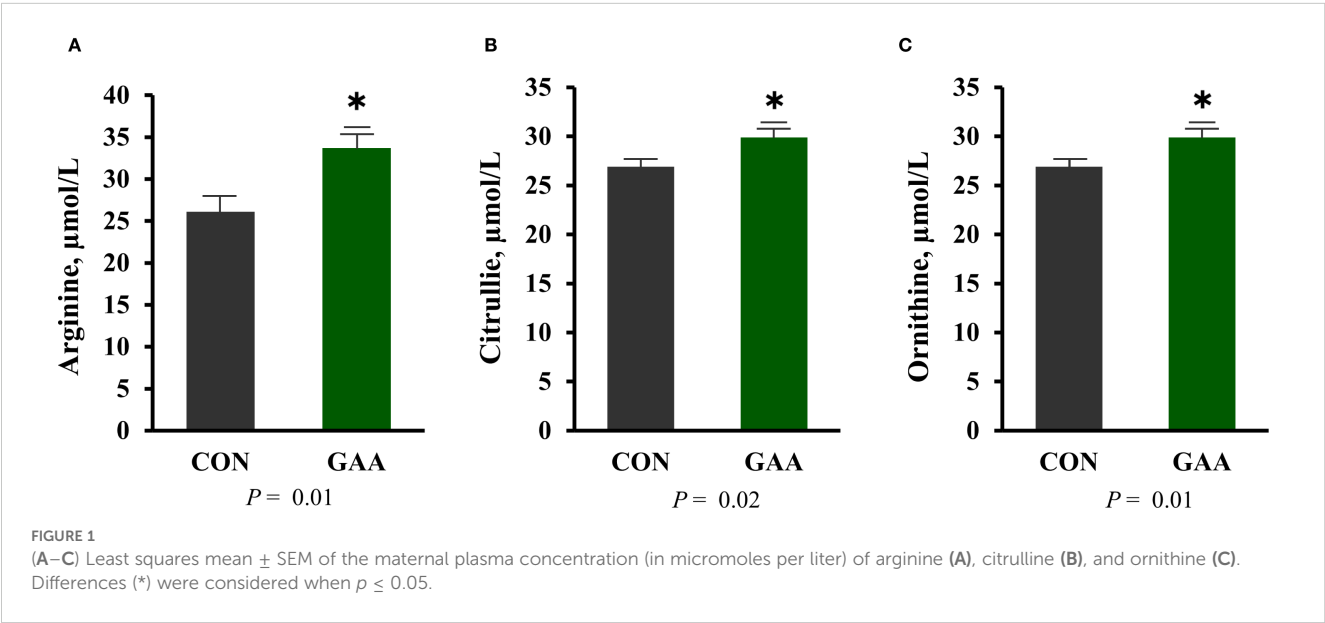 A
B
C
Arginine, µmol/L
40
35
30
25
20
15
10
5
0
*
CON
GAA
P = 0.01
Citrullie, µmol/L
35
30
25
20
15
10
5
0
*
CON
GAA
P = 0.02
Ornithine, µmol/L
35
30
25
20
15
10
5
0
*
CON
GAA
P = 0.01
FIGURE 1
(A–C) Least squares mean ± SEM of the maternal plasma concentration (in micromoles per liter) of arginine (A), citrulline (B), and ornithine (C).
Differences (*) were considered when p ≤ 0.05.